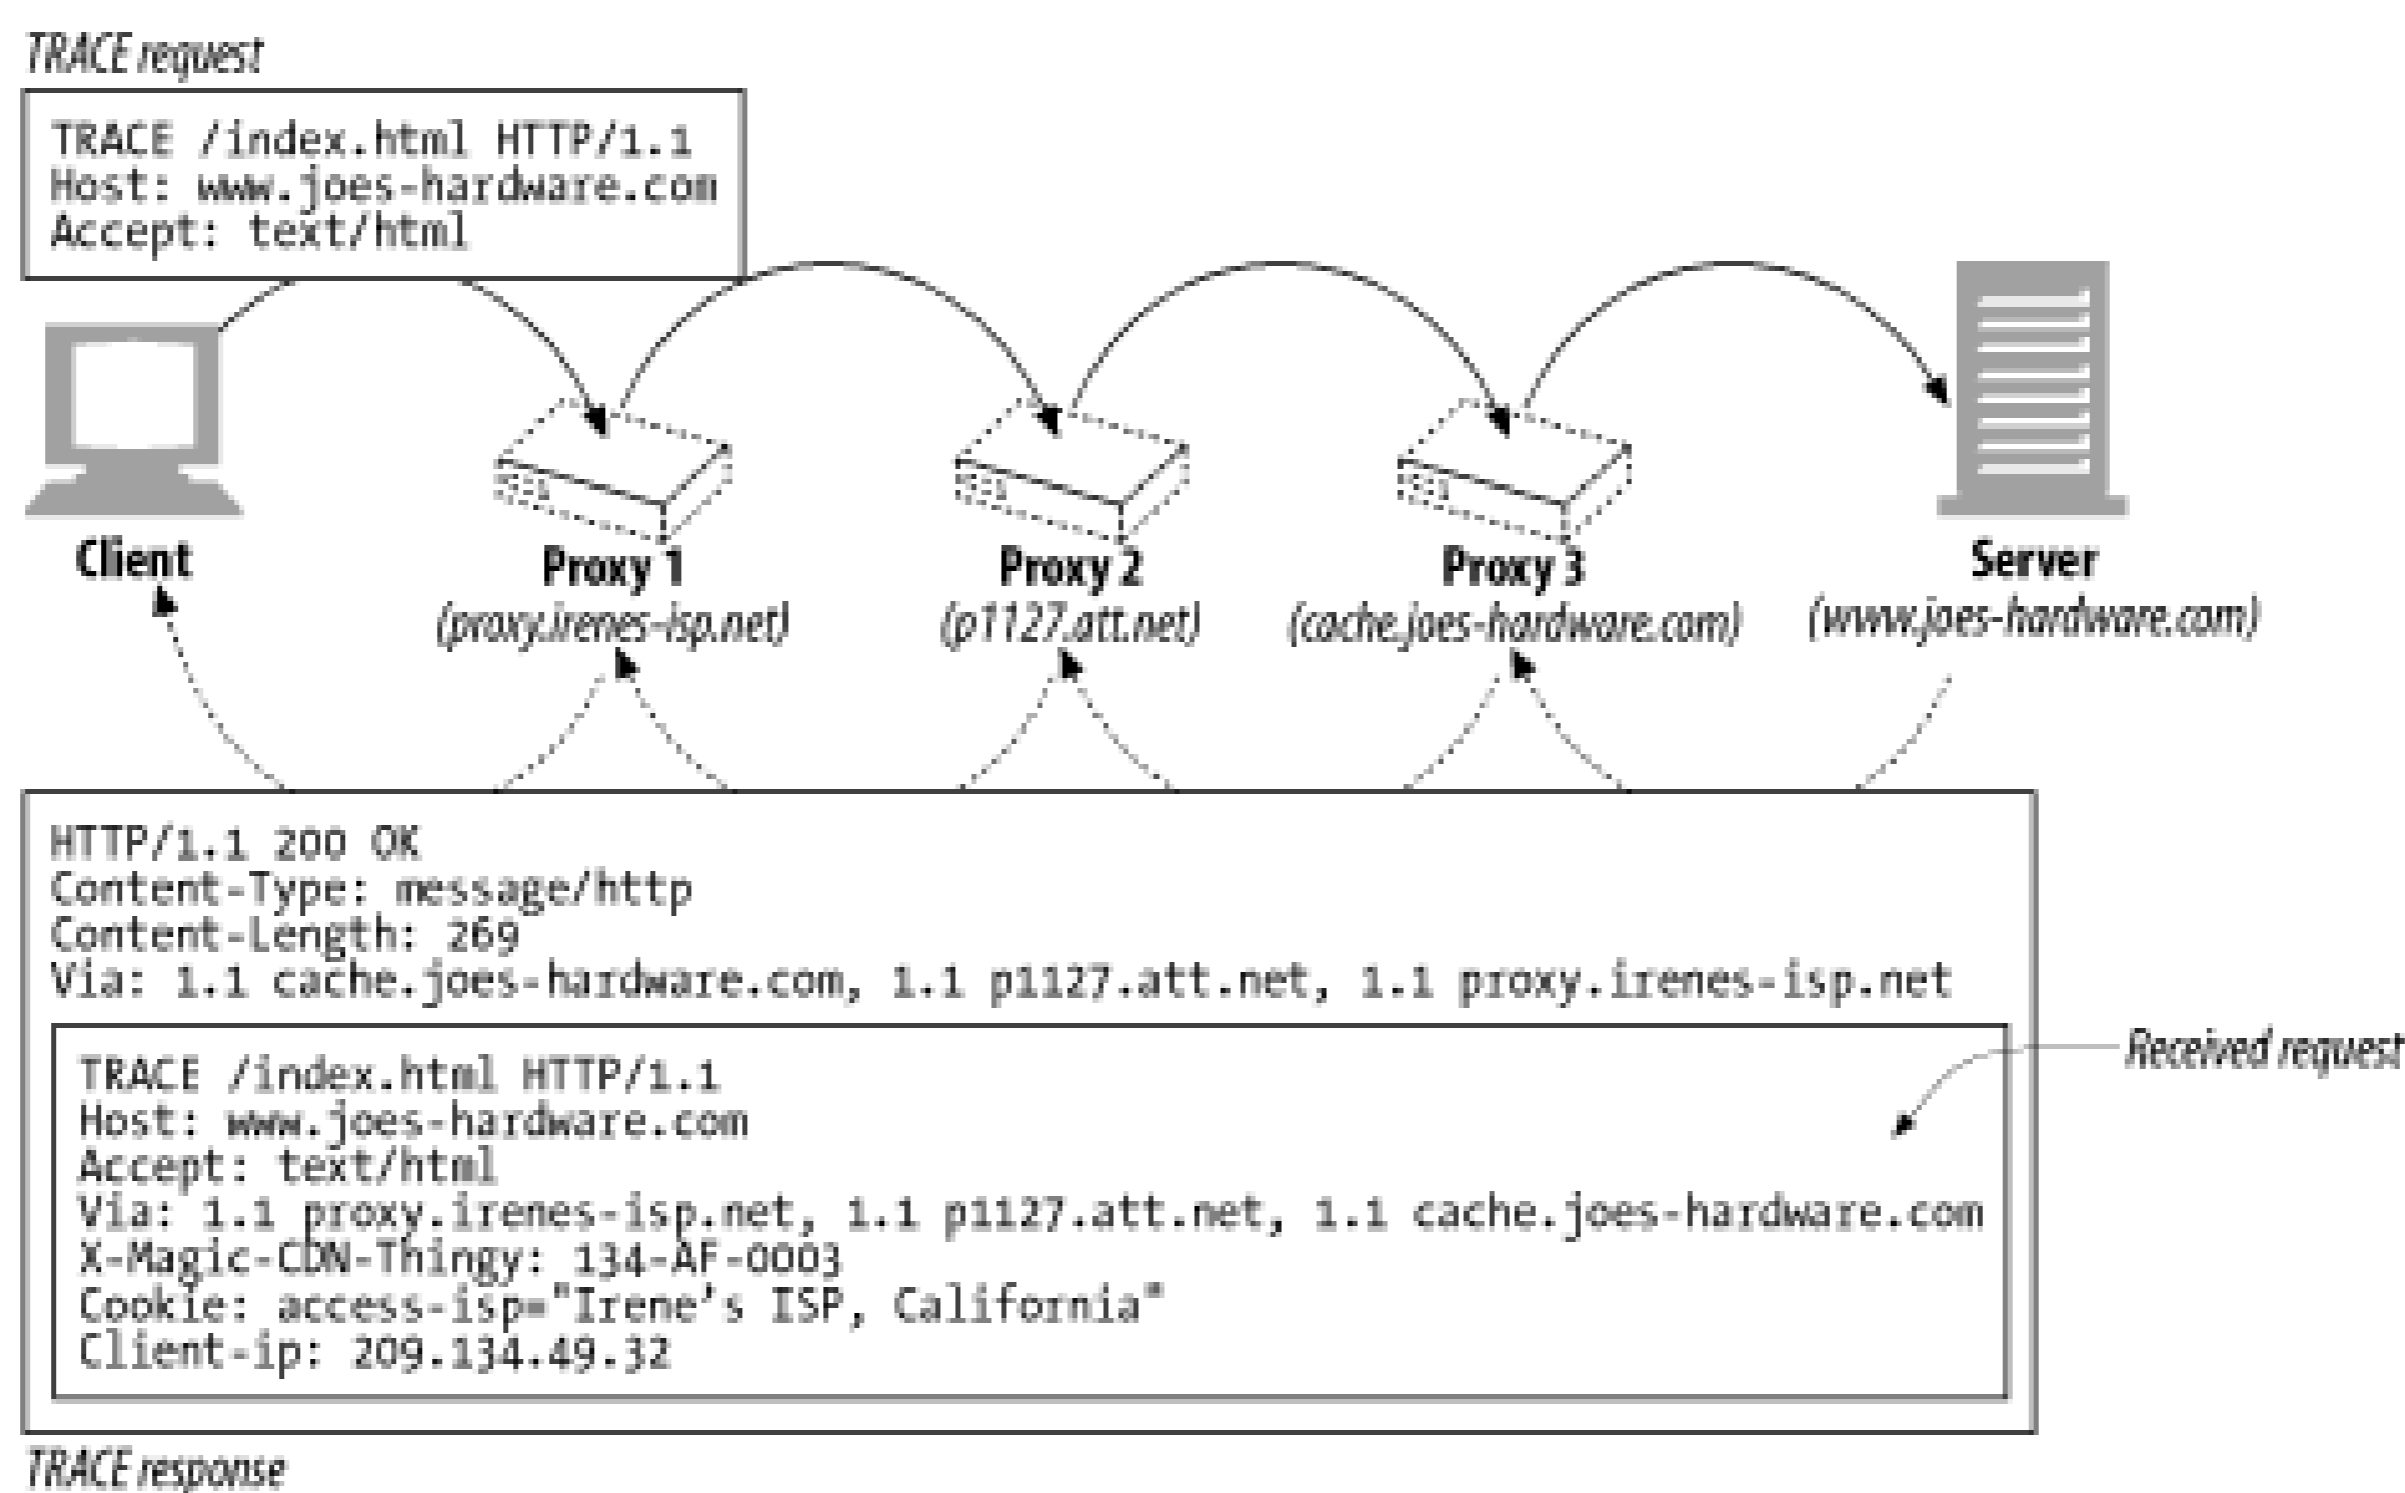 TRACE request
TRACE /index.html HTTP/1.1
Host: www.joes-hardware.com
Accept: text/html
Client
Proxy 1
(proxy.irenes-isp.net)
Proxy 2
(p1127.att.net)
Proxy 3
(cache.joes-hardware.com)
Server
(www.joes-hardware.com)
HTTP/1.1 200 OK
Content-Type: message/http
Content-Length: 269
Via: 1.1 cache.joes-hardware.com, 1.1 p1127.att.net, 1.1 proxy.irenes-isp.net
Received request
TRACE /index.html HTTP/1.1
Host: www.joes-hardware.com
Accept: text/html
Via: 1.1 proxy.irenes-isp.net, 1.1 p1127.att.net, 1.1 cache.joes-hardware.com
X-Magic-CDN-Thingy: 134-AF-0003
Cookie: access-isp="Irene's ISP, California"
Client-ip: 209.134.49.32
TRACE response